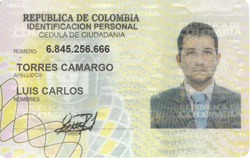 REPUBLICA DE COLOMBIA
IDENTIFICACION PERSONAL
CEDULA DE CIUDADANIA
NUMERO 6.845.256.666
TORRES CAMARGO
APELLIDOS
LUIS CARLOS
NOMBRES
FIRMA